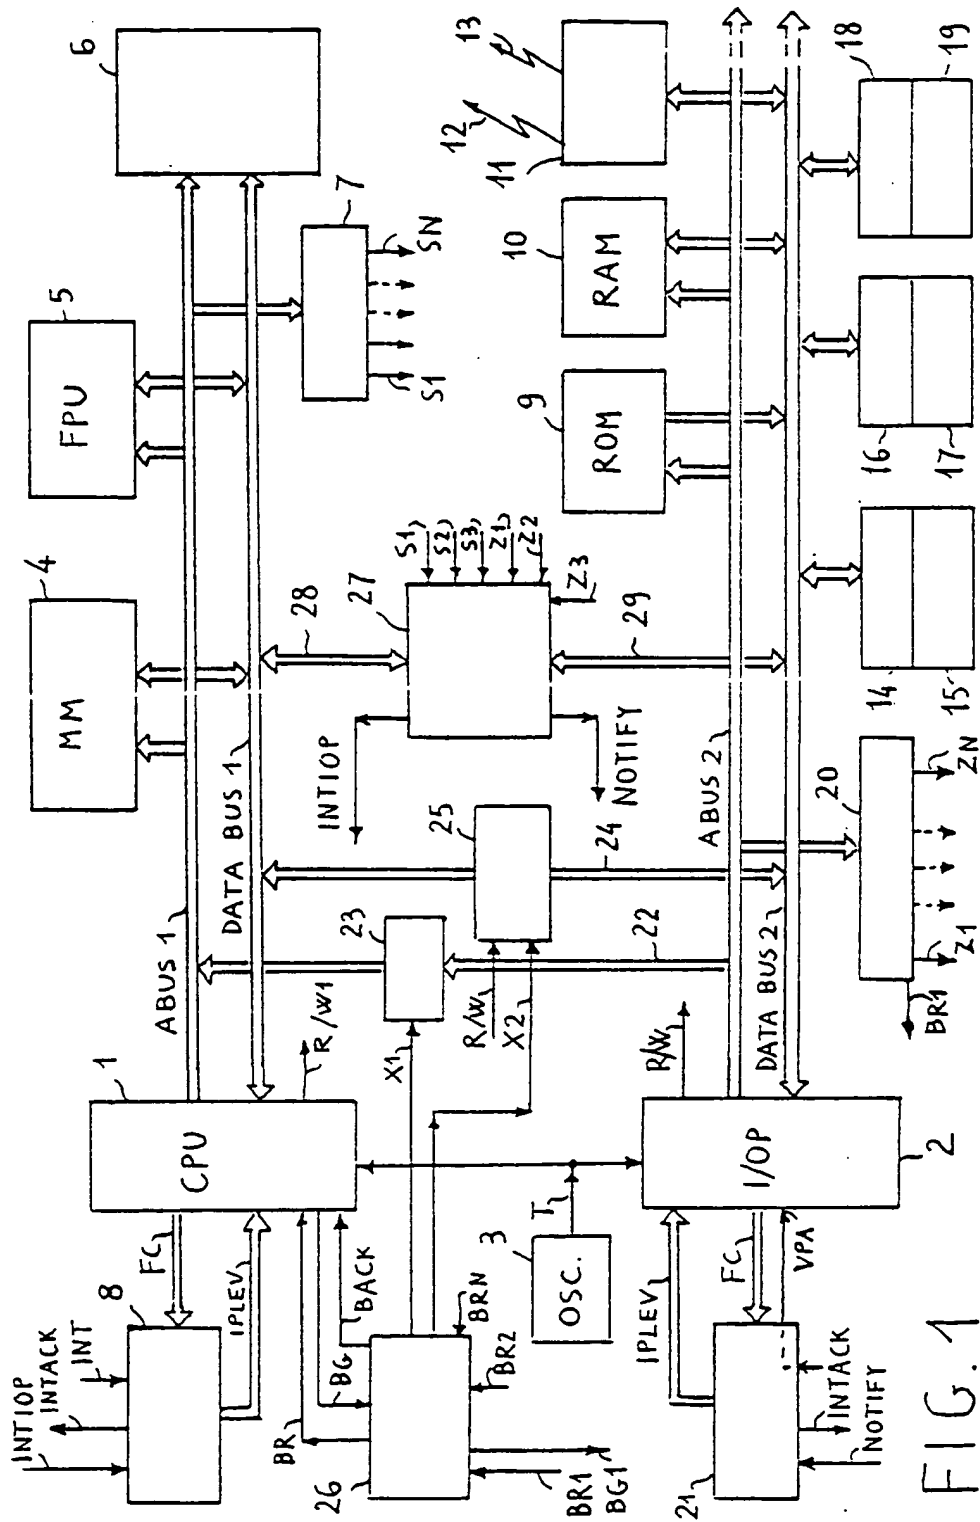 INTIOP
INTACK
INT
8
FC
IPLEV
1
CPU
ABUS 1
DATA BUS 1
R/W1
MM
4
FPU
5
6
7
S1
SN
BR
BG
BACK
26
BR1
BG1
BR2
BRN
X1
23
R/W
X2
25
22
24
INTIOP
NOTIFY
28
27
29
S1,
S2,
S3,
Z1,
Z2
Z3
3
OSC.
T
ROM
9
RAM
10
11
12
13
IPLEV
FC
VPA
21
INTACK
NOTIFY
I/OP
2
R/W
ABUS 2
DATA BUS 2
BR1
Z1
ZN
20
14
15
16
17
18
19
FIG. 1